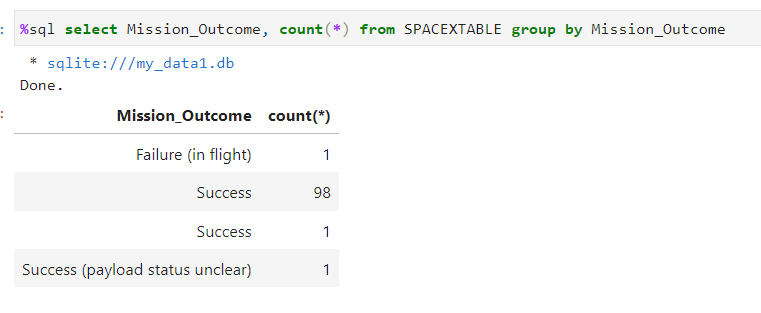 : %sql select Mission_Outcome, count(*) from SPACEXTABLE group by Mission_Outcome
* sqlite:///my_data1.db
Done.
: Mission_Outcome count(*)
Failure (in flight) 1
Success 98
Success 1
Success (payload status unclear) 1